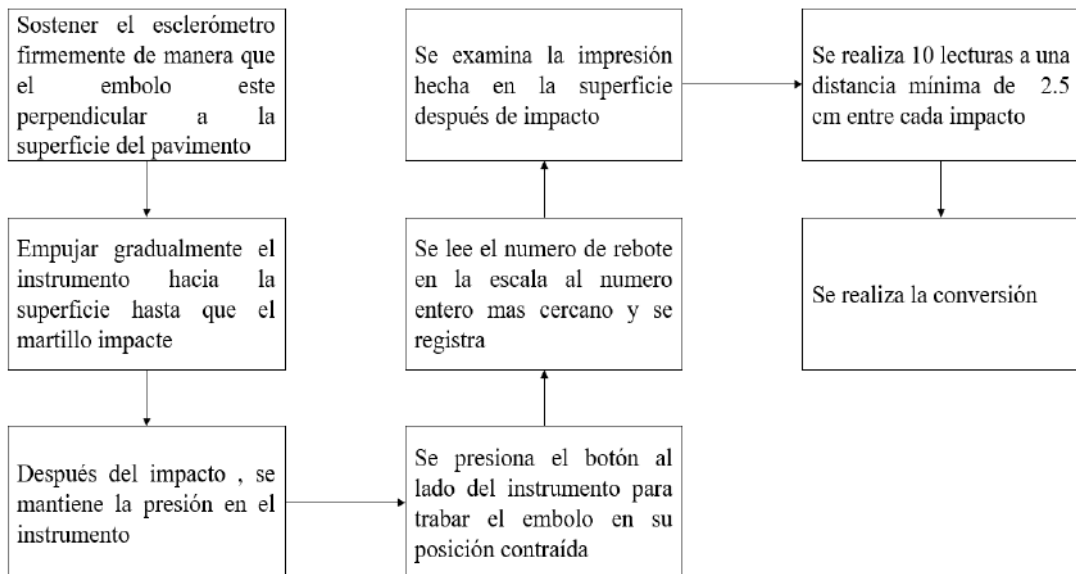 Sostener el esclerómetro
firmemente de manera que
el embolo este
perpendicular a la
superficie del pavimento
Empujar gradualmente el
instrumento hacia la
superficie hasta que el
martillo impacte
Después del impacto , se
mantiene la presión en el
instrumento
Se presiona el botón al
lado del instrumento para
trabar el embolo en su
posición contraída
Se lee el numero de rebote
en la escala al numero
entero mas cercano y se
registra
Se examina la impresión
hecha en la superficie
después de impacto
Se realiza 10 lecturas a una
distancia mínima de 2.5
cm entre cada impacto
Se realiza la conversión